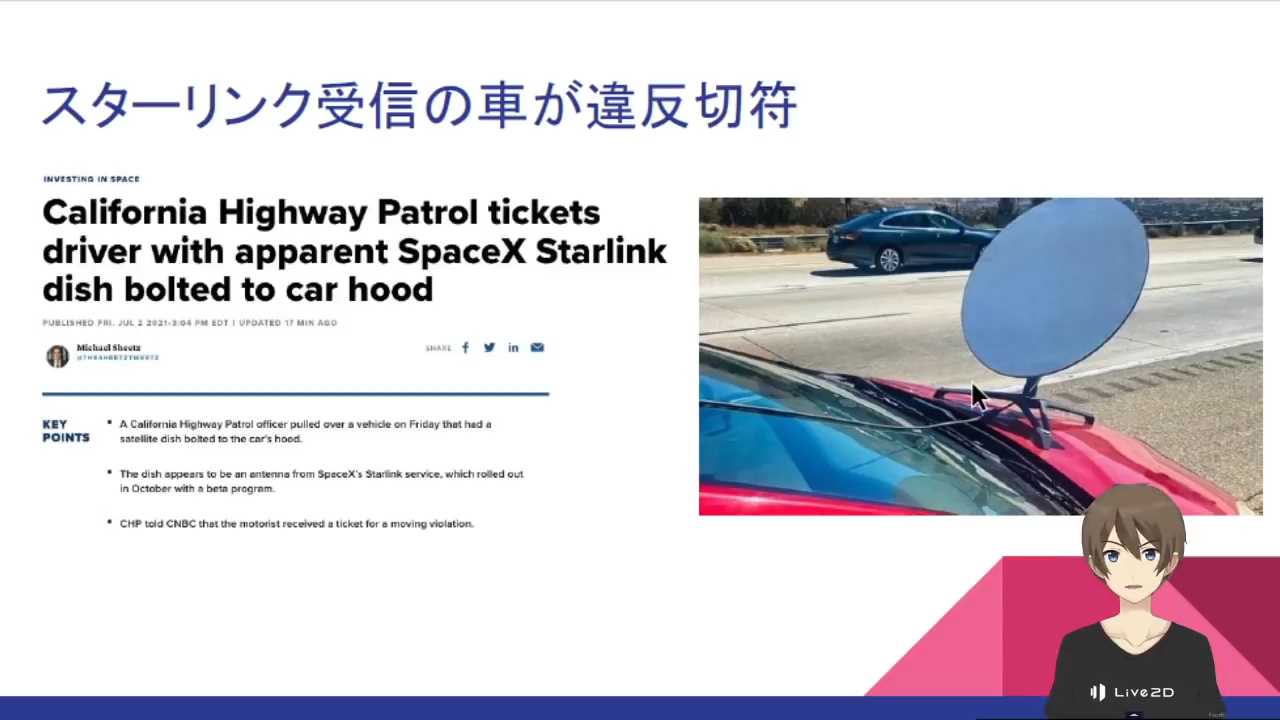 スターリンク受信の車が違反切符
INVESTING IN SPACE
California Highway Patrol tickets
driver with apparent SpaceX Starlink
dish bolted to car hood
PUBLISHED FRI, JUL 2 2021•3:04 PM EDT | UPDATED 17 MIN AGO
Michael Sheetz
@THESHEETZTWEETZ
SHARE
KEY
POINTS
A California Highway Patrol officer pulled over a vehicle on Friday that had a
satellite dish bolted to the car's hood.
The dish appears to be an antenna from SpaceX's Starlink service, which rolled out
in October with a beta program.
CHP told CNBC that the motorist received a ticket for a moving violation.
Live2D